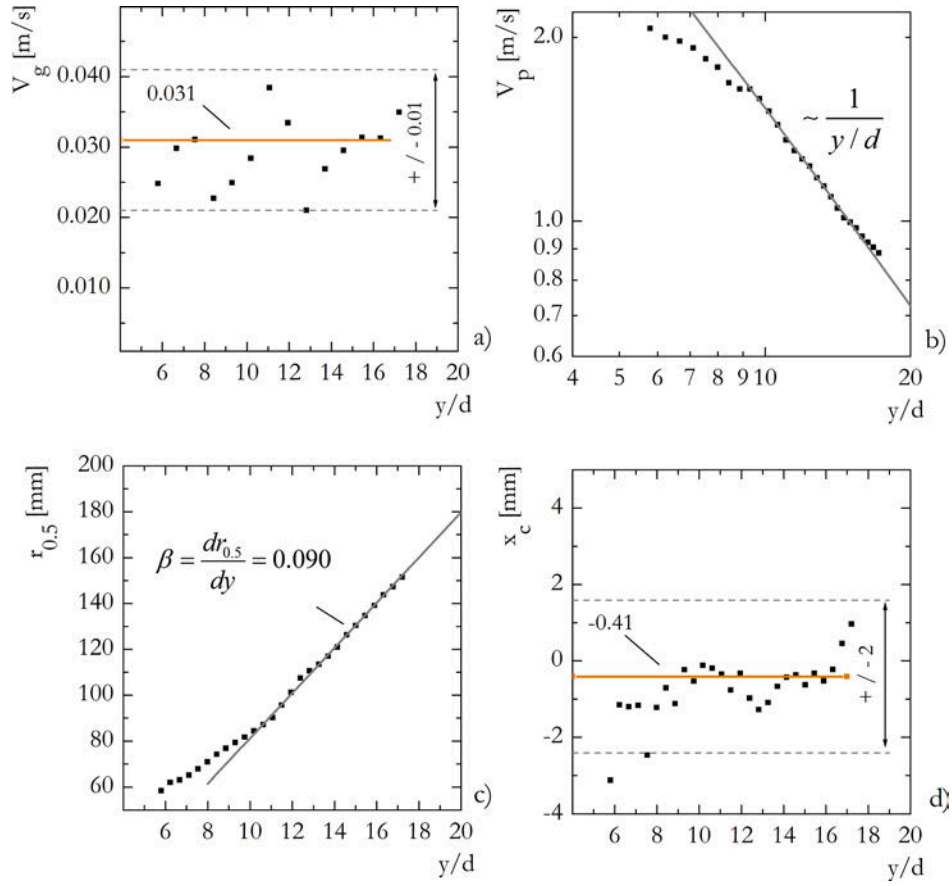 V_g [m/s]
0.040
0.030
0.020
0.010
0.031
+ / - 0.01
6 8 10 12 14 16 18 20
y/d
a)
V_p [m/s]
2.0
1.0
0.9
0.8
0.7
0.6
~ 1
y / d
4 5 6 7 8 9 10 20
y/d
b)
r_0.5 [mm]
200
180
160
140
120
100
80
60
β = dr_0.5 / dy = 0.090
6 8 10 12 14 16 18 20
y/d
c)
x_c [mm]
4
2
0
-2
-4
-0.41
+ / - 2
6 8 10 12 14 16 18 20
y/d
d)